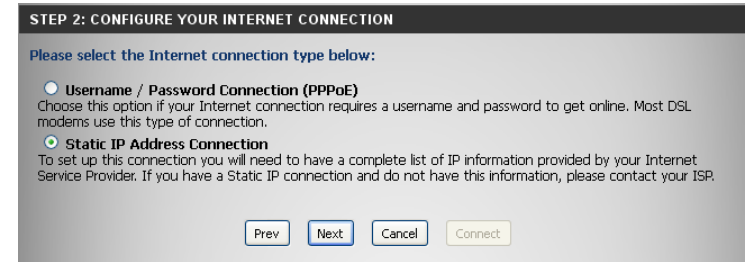 STEP 2: CONFIGURE YOUR INTERNET CONNECTION
Please select the Internet connection type below:
Username / Password Connection (PPPoE)
Choose this option if your Internet connection requires a username and password to get online. Most DSL
modems use this type of connection.
Static IP Address Connection
To set up this connection you will need to have a complete list of IP information provided by your Internet
Service Provider. If you have a Static IP connection and do not have this information, please contact your ISP.
Prev Next Cancel Connect